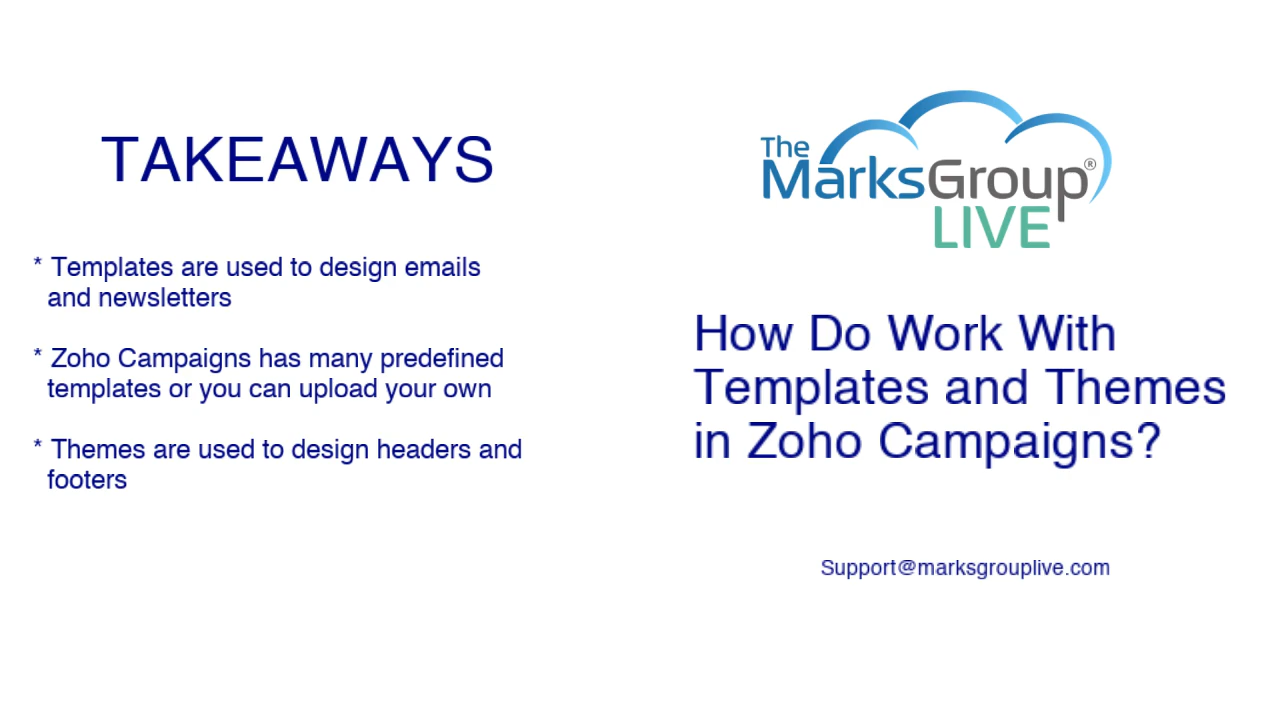 TAKEAWAYS
* Templates are used to design emails
and newsletters
* Zoho Campaigns has many predefined
templates or you can upload your own
* Themes are used to design headers and
footers
The
MarksGroup®
LIVE
How Do Work With
Templates and Themes
in Zoho Campaigns?
Support@marksgrouplive.com